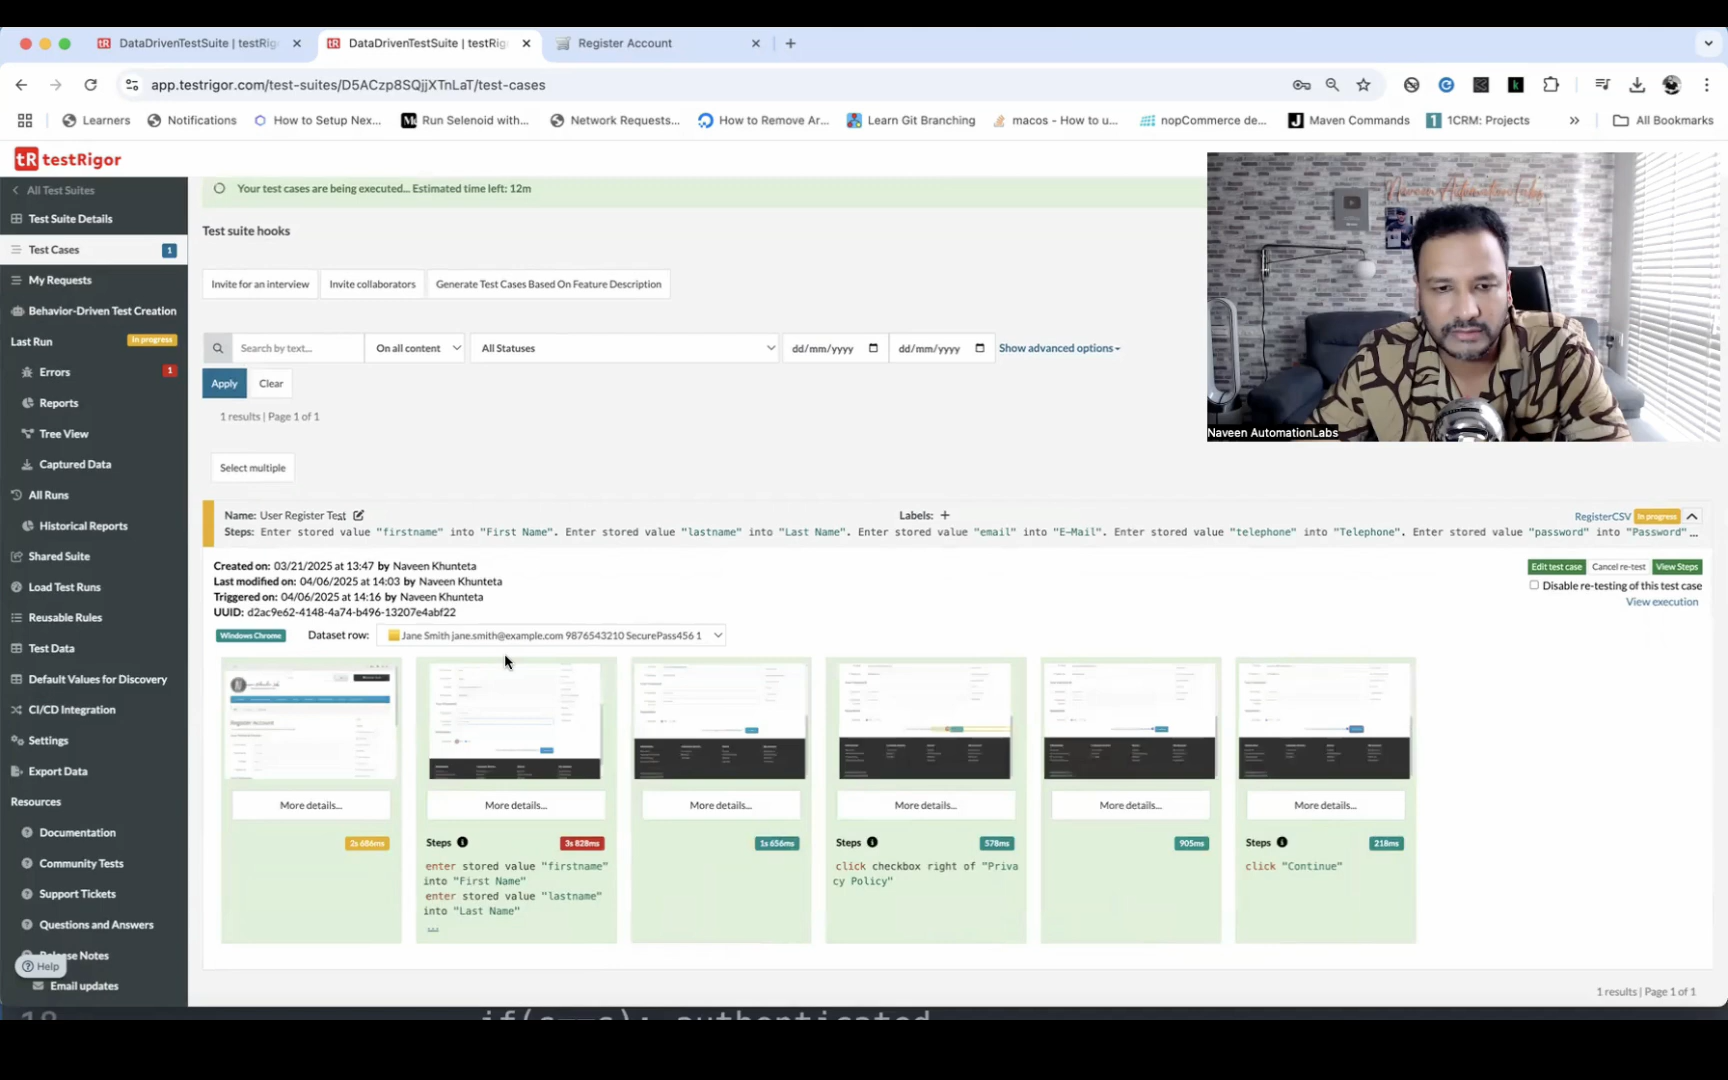 DataDrivenTestSuite | testRig
DataDrivenTestSuite | testRig
Register Account
app.testrigor.com/test-suites/D5ACzp8SQjjXTnLaT/test-cases
Learners
Notifications
How to Setup Nex...
Run Selenoid with...
Network Requests...
How to Remove Ar...
Learn Git Branching
macos - How to u...
nopCommerce de...
Maven Commands
1CRM: Projects
All Bookmarks
tR testRigor
All Test Suites
Test Suite Details
Test Cases 1
My Requests
Behavior-Driven Test Creation
Last Run In progress
Errors 1
Reports
Tree View
Captured Data
All Runs
Historical Reports
Shared Suite
Load Test Runs
Reusable Rules
Test Data
Default Values for Discovery
CI/CD Integration
Settings
Export Data
Resources
Documentation
Community Tests
Support Tickets
Questions and Answers
Release Notes
Help
Email updates
Your test cases are being executed... Estimated time left: 12m
Test suite hooks
Invite for an interview
Invite collaborators
Generate Test Cases Based On Feature Description
Search by text...
On all content
All Statuses
dd/mm/yyyy
dd/mm/yyyy
Show advanced options
Apply
Clear
1 results | Page 1 of 1
Select multiple
Naveen AutomationLabs
Naveen AutomationLabs
Name: User Register Test
Labels: +
RegisterCSV In progress
Steps: Enter stored value "firstname" into "First Name". Enter stored value "lastname" into "Last Name". Enter stored value "email" into "E-Mail". Enter stored value "telephone" into "Telephone". Enter stored value "password" into "Password"...
Created on: 03/21/2025 at 13:47 by Naveen Khunteta
Last modified on: 04/06/2025 at 14:03 by Naveen Khunteta
Triggered on: 04/06/2025 at 14:16 by Naveen Khunteta
UUID: d2ac9e62-4148-4a74-b496-13207e4abf22
Edit test case
Cancel re-test
View Steps
Disable re-testing of this test case
View execution
Windows Chrome
Dataset row:
Jane Smith jane.smith@example.com 9876543210 SecurePass456 1
Register Account
More details...
More details...
More details...
More details...
More details...
More details...
2s 686ms
Steps 3s 828ms
enter stored value "firstname"
into "First Name"
enter stored value "lastname"
into "Last Name"
...
1s 656ms
Steps 578ms
click checkbox right of "Priva
cy Policy"
905ms
Steps 218ms
click "Continue"
1 results | Page 1 of 1